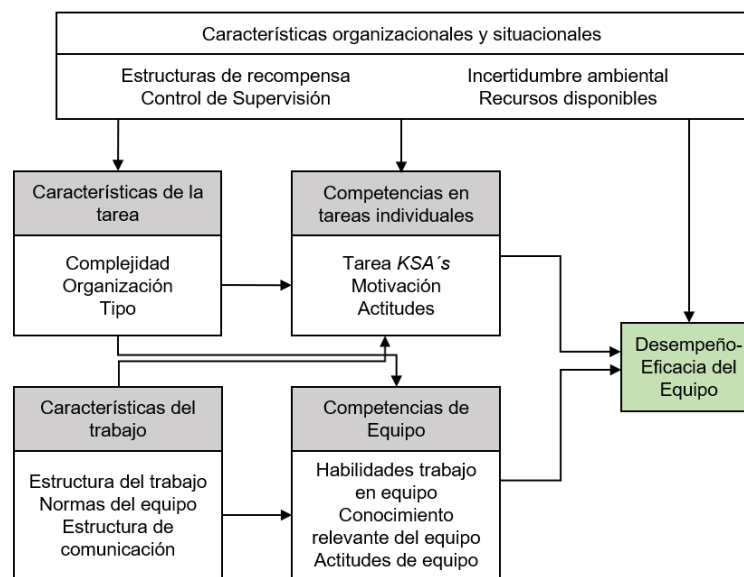 Características organizacionales y situacionales
Estructuras de recompensa
Control de Supervisión
Incertidumbre ambiental
Recursos disponibles
Características de la
tarea
Complejidad
Organización
Tipo
Competencias en
tareas individuales
Tarea KSA´s
Motivación
Actitudes
Desempeño-
Eficacia del
Equipo
Características del
trabajo
Estructura del trabajo
Normas del equipo
Estructura de
comunicación
Competencias de
Equipo
Habilidades trabajo
en equipo
Conocimiento
relevante del equipo
Actitudes de equipo